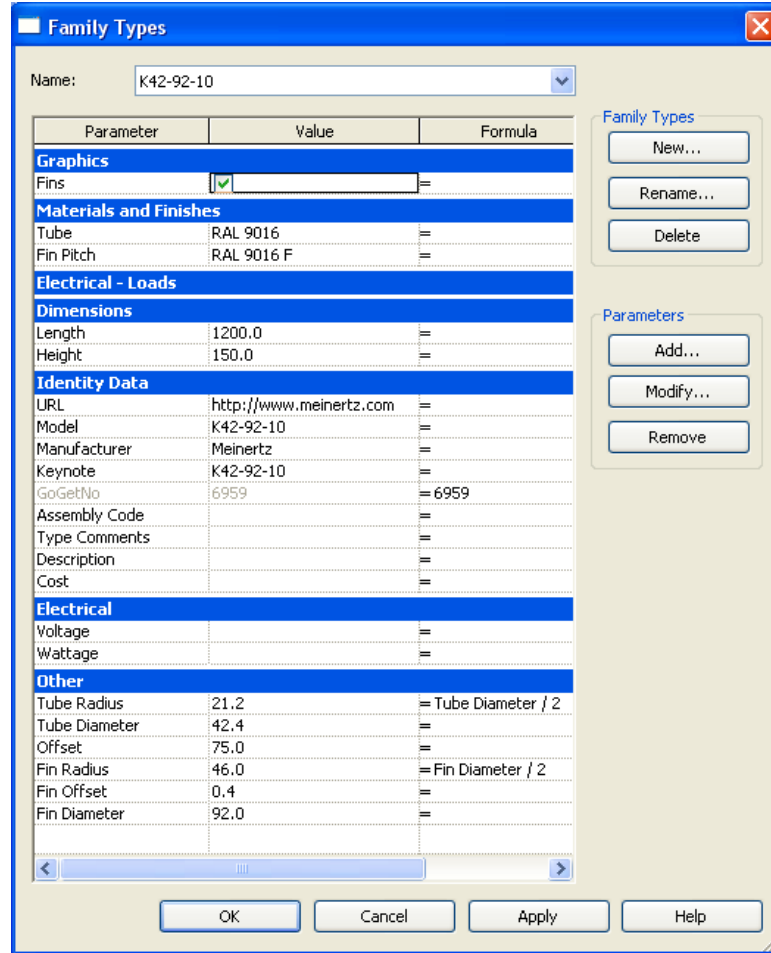 Family Types
Name: K42-92-10
Parameter Value Formula
Graphics
Fins =
Materials and Finishes
Tube RAL 9016 =
Fin Pitch RAL 9016 F =
Electrical - Loads
Dimensions
Length 1200.0 =
Height 150.0 =
Identity Data
URL http://www.meinertz.com =
Model K42-92-10 =
Manufacturer Meinertz =
Keynote K42-92-10 =
GoGetNo 6959 = 6959
Assembly Code =
Type Comments =
Description =
Cost =
Electrical
Voltage =
Wattage =
Other
Tube Radius 21.2 = Tube Diameter / 2
Tube Diameter 42.4 =
Offset 75.0 =
Fin Radius 46.0 = Fin Diameter / 2
Fin Offset 0.4 =
Fin Diameter 92.0 =
Family Types
New...
Rename...
Delete
Parameters
Add...
Modify...
Remove
OK Cancel Apply Help